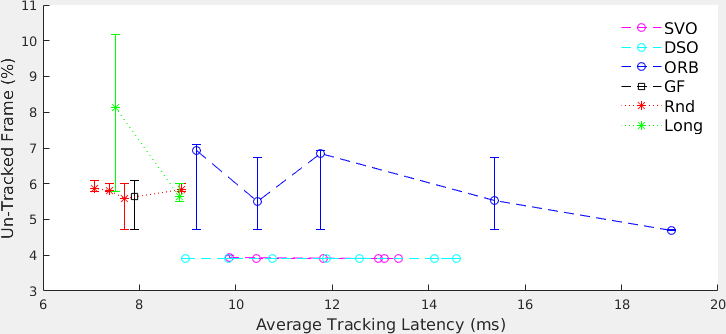 11
10
9
8
7
6
5
4
3
Un-Tracked Frame (%)
SVO
DSO
ORB
GF
Rnd
Long
6
8
10
12
14
16
18
20
Average Tracking Latency (ms)